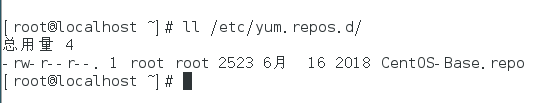 [root@localhost ~]# ll /etc/yum.repos.d/
总用量 4
-rw-r--r--. 1 root root 2523 6月  16 2018 CentOS-Base.repo
[root@localhost ~]#